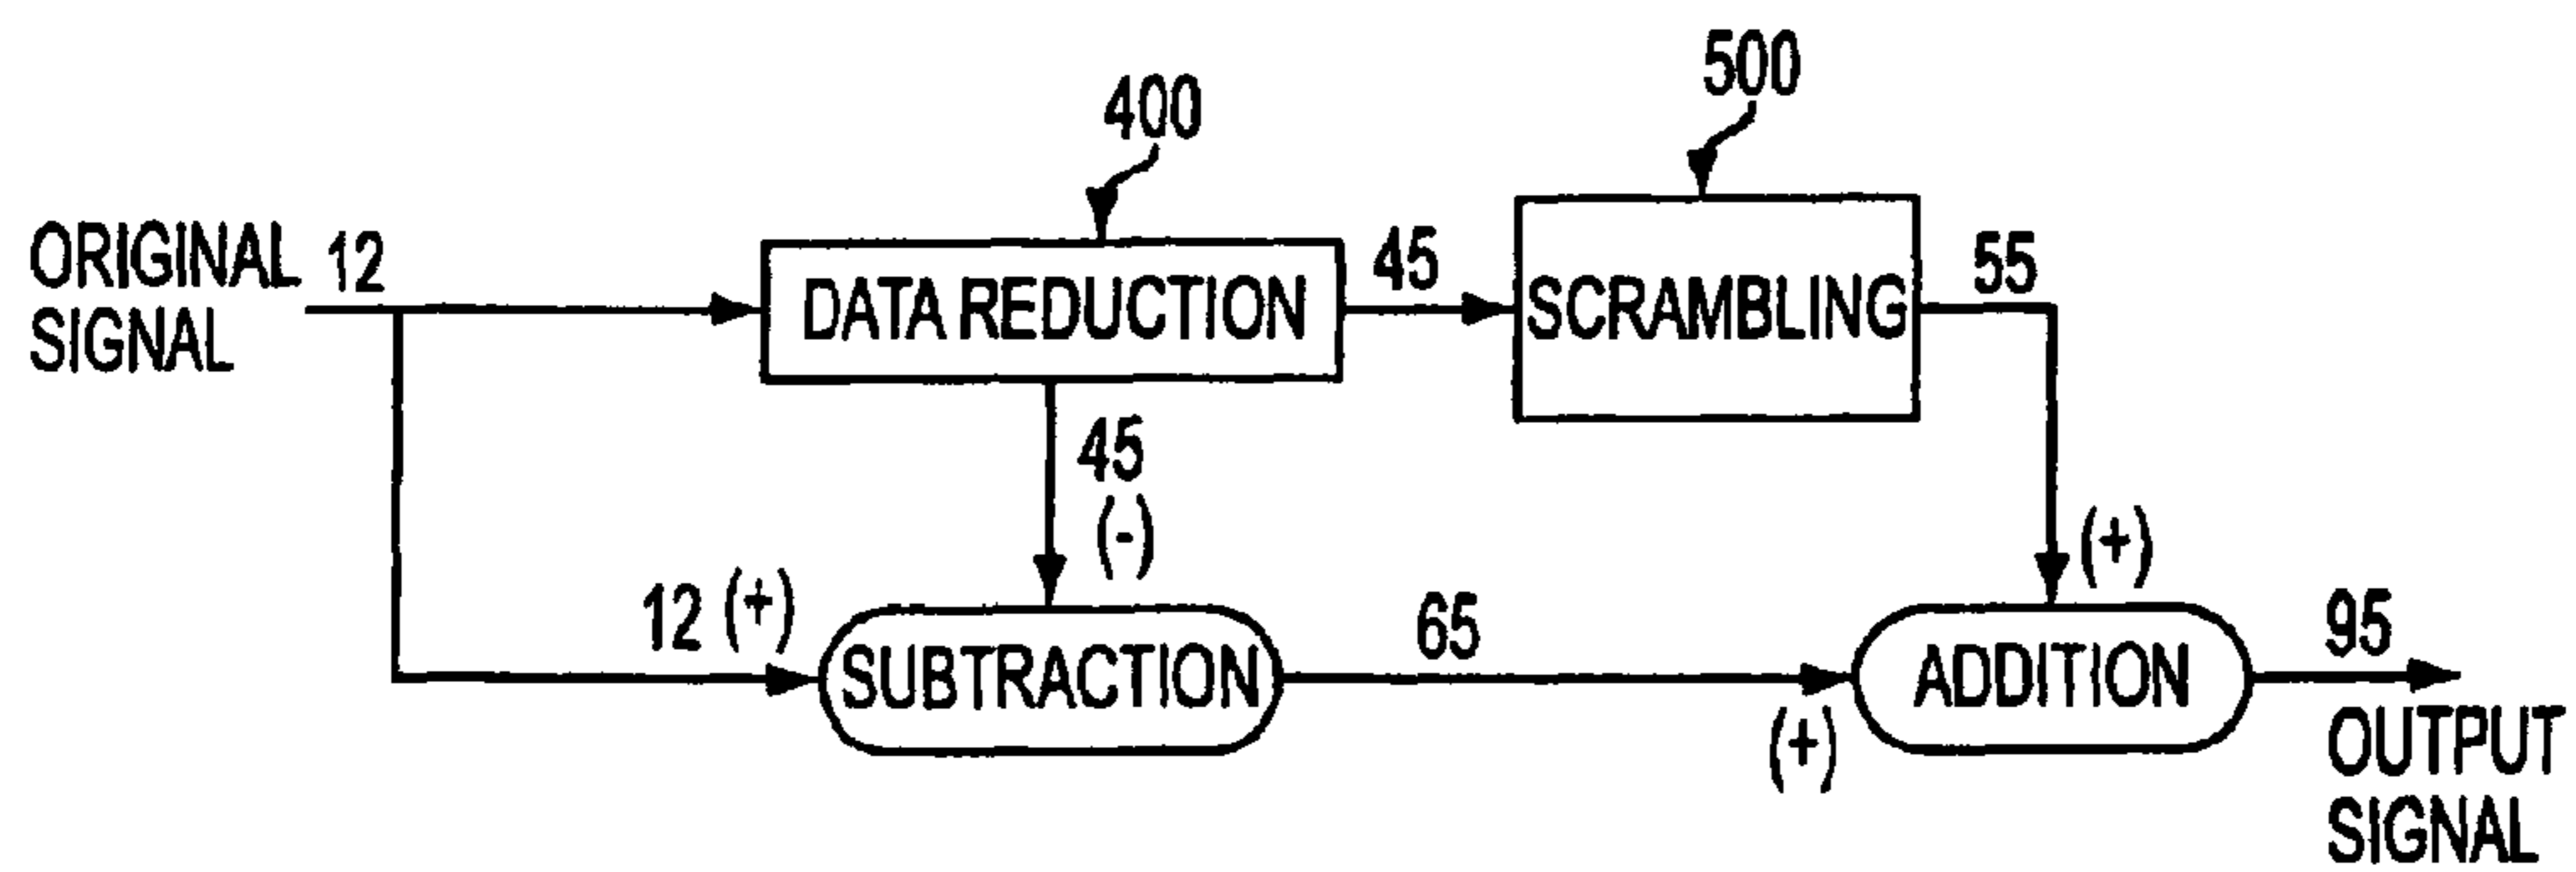 500
400
ORIGINAL
SIGNAL
12
DATA REDUCTION
45
SCRAMBLING
55
45
(-)
(+)
12 (+)
SUBTRACTION
65
(+)
ADDITION
95
OUTPUT
SIGNAL